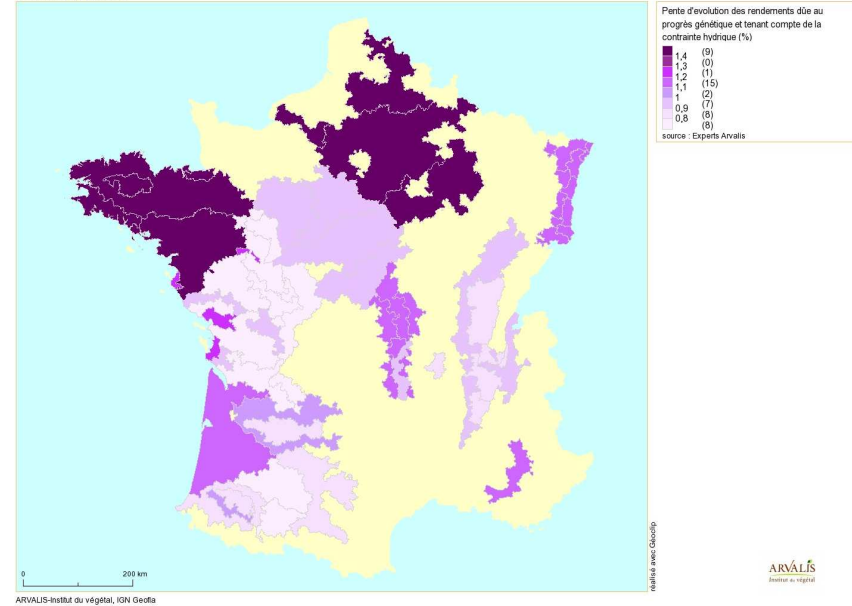 Pente d'evolution des rendements dûe au
progrès génétique et tenant compte de la
contrainte hydrique (%)
(9)
1,4
(0)
1,3
(1)
1,2
(15)
1,1
(2)
1
(7)
0,9
(8)
0,8
(8)
source : Experts Arvalis
réalisé avec Géoclip
0 200 km
ARVALIS-Institut du végétal, IGN Geofla
ARVALIS
Institut du végétal